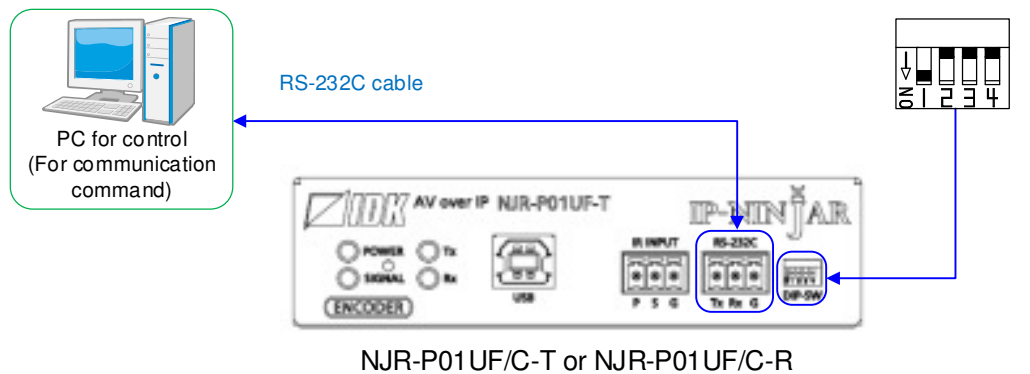 RS-232C cable
ON 1 2 3 4
PC for control
(For communication
command)
IDK AV over IP NJR-P01UF-T IP-NINJAR
POWER Tx
SIGNAL Rx
ENCODER
USB
IR INPUT RS-232C
P S G Tx Rx G DIP-SW
NJR-P01UF/C-T or NJR-P01UF/C-R